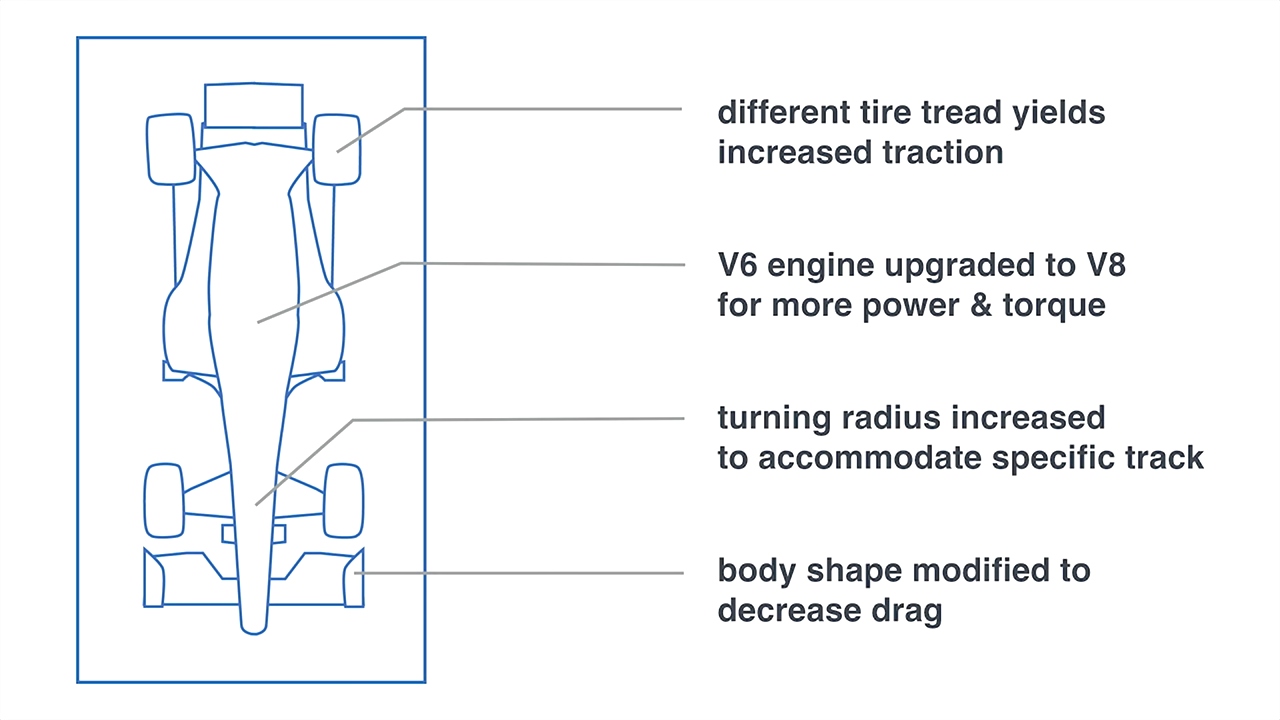 different tire tread yields
increased traction
V6 engine upgraded to V8
for more power & torque
turning radius increased
to accommodate specific track
body shape modified to
decrease drag